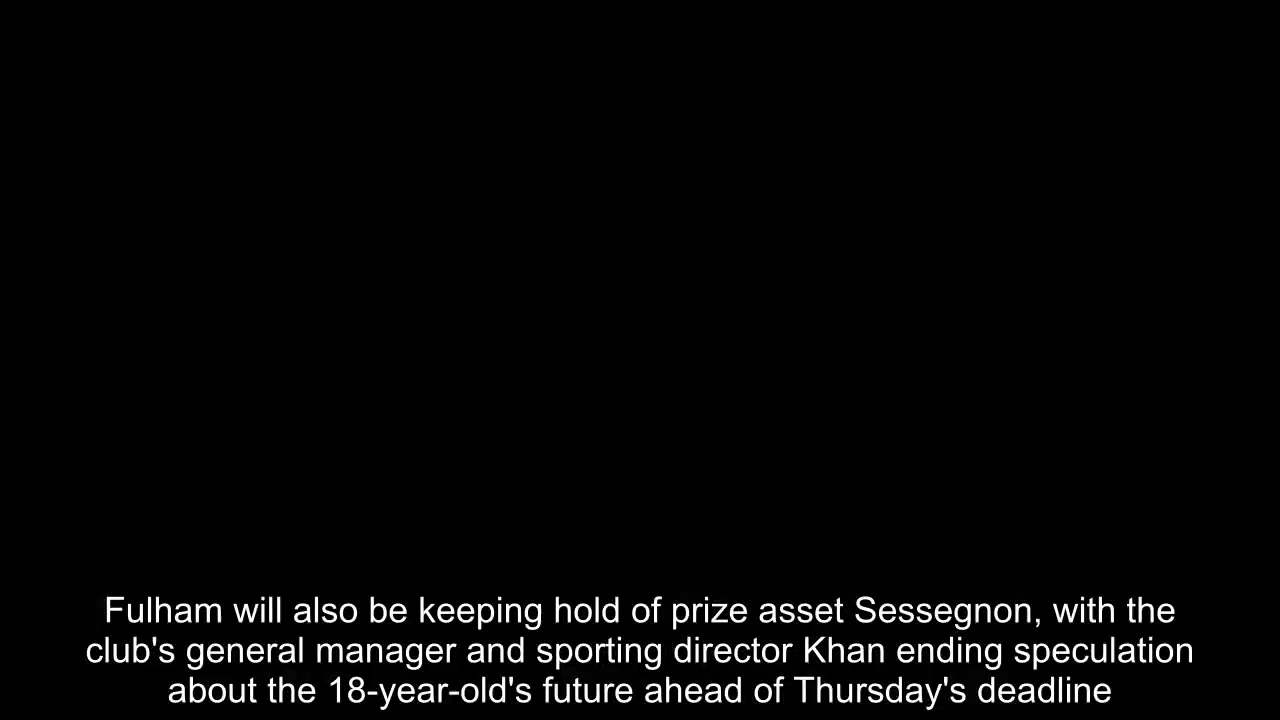 Fulham will also be keeping hold of prize asset Sessegnon, with the
club's general manager and sporting director Khan ending speculation
about the 18-year-old's future ahead of Thursday's deadline